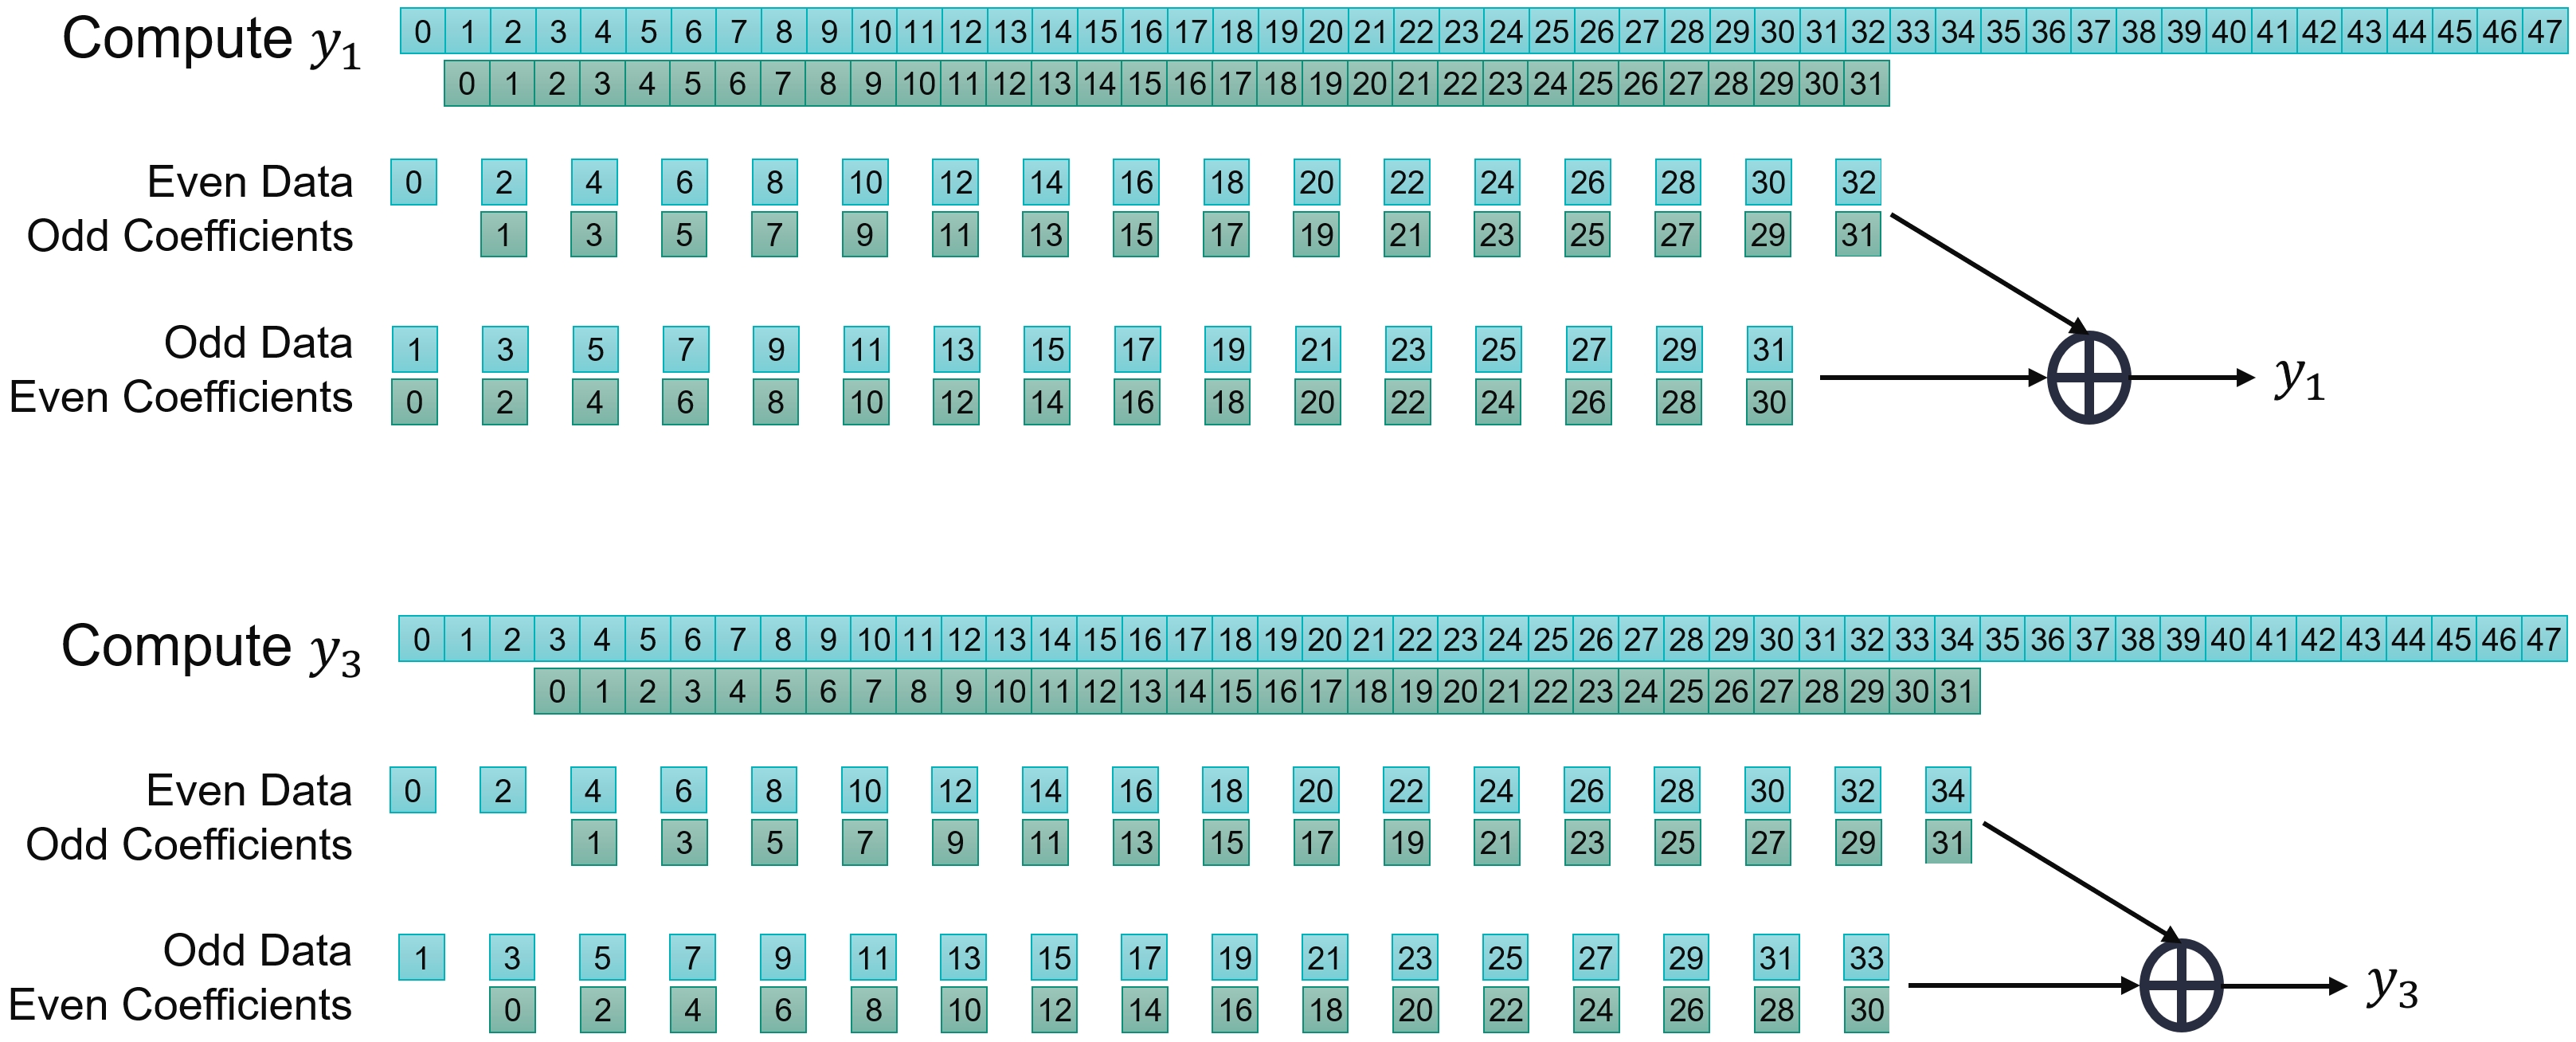 Compute y1 0 1 2 3 4 5 6 7 8 9 10 11 12 13 14 15 16 17 18 19 20 21 22 23 24 25 26 27 28 29 30 31 32 33 34 35 36 37 38 39 40 41 42 43 44 45 46 47
0 1 2 3 4 5 6 7 8 9 10 11 12 13 14 15 16 17 18 19 20 21 22 23 24 25 26 27 28 29 30 31
Even Data 0 2 4 6 8 10 12 14 16 18 20 22 24 26 28 30 32
Odd Coefficients 1 3 5 7 9 11 13 15 17 19 21 23 25 27 29 31
Odd Data 1 3 5 7 9 11 13 15 17 19 21 23 25 27 29 31
y1
Even Coefficients 0 2 4 6 8 10 12 14 16 18 20 22 24 26 28 30
Compute y3 0 1 2 3 4 5 6 7 8 9 10 11 12 13 14 15 16 17 18 19 20 21 22 23 24 25 26 27 28 29 30 31 32 33 34 35 36 37 38 39 40 41 42 43 44 45 46 47
0 1 2 3 4 5 6 7 8 9 10 11 12 13 14 15 16 17 18 19 20 21 22 23 24 25 26 27 28 29 30 31
Even Data 0 2 4 6 8 10 12 14 16 18 20 22 24 26 28 30 32 34
Odd Coefficients 1 3 5 7 9 11 13 15 17 19 21 23 25 27 29 31
Odd Data 1 3 5 7 9 11 13 15 17 19 21 23 25 27 29 31 33
y3
Even Coefficients 0 2 4 6 8 10 12 14 16 18 20 22 24 26 28 30